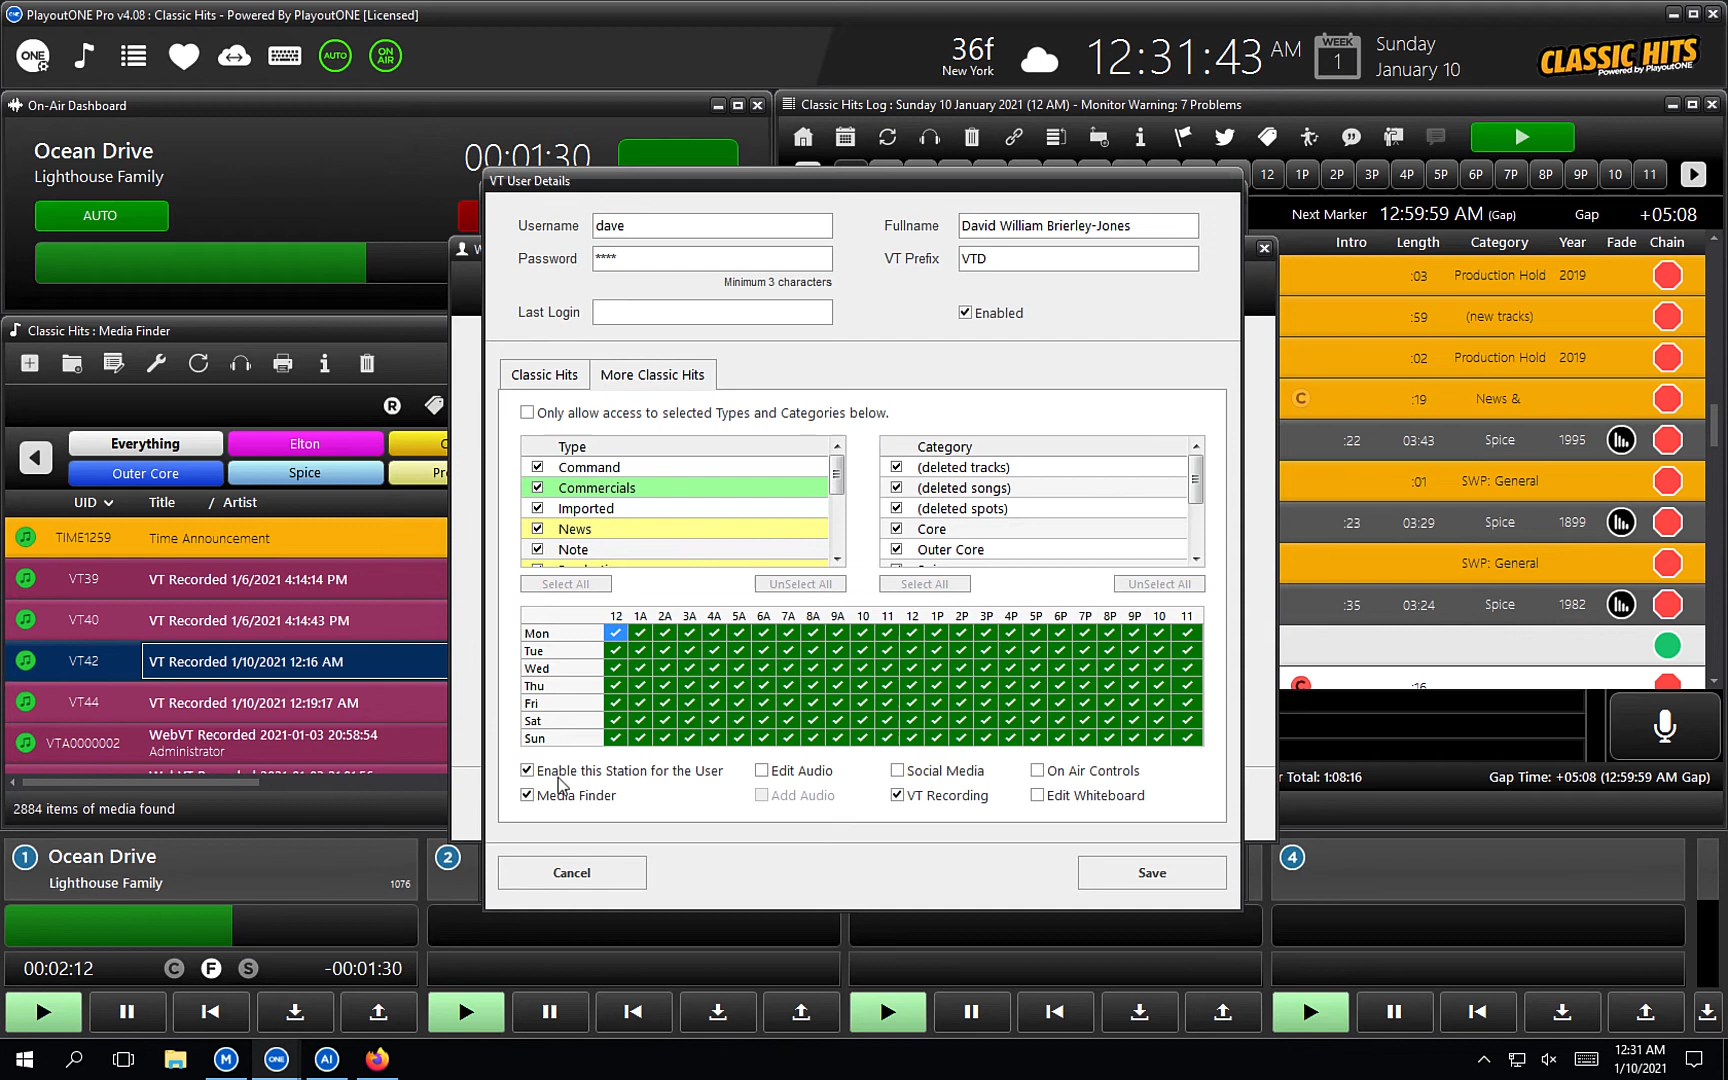 PlayoutONE Pro v4.08 : Classic Hits - Powered By PlayoutONE [Licensed]
ONE
AUTO
ON AIR
36f
New York
12:31:43 AM
WEEK
1
Sunday
January 10
CLASSIC HITS
Powered by PlayoutONE
On-Air Dashboard
Ocean Drive
Lighthouse Family
00:01:30
AUTO
Classic Hits Log : Sunday 10 January 2021 (12 AM) - Monitor Warning: 7 Problems
12 1P 2P 3P 4P 5P 6P 7P 8P 9P 10 11
Next Marker 12:59:59 AM (Gap) Gap +05:08
Intro Length Category Year Fade Chain
:03 Production Hold 2019
:59 (new tracks)
:02 Production Hold 2019
C :19 News &
:22 03:43 Spice 1995
:01 SWP: General
:23 03:29 Spice 1899
SWP: General
:35 03:24 Spice 1982
C :16
Total: 1:08:16 Gap Time: +05:08 (12:59:59 AM Gap)
VT User Details
Username dave
Fullname David William Brierley-Jones
Password ****
VT Prefix VTD
Minimum 3 characters
Last Login
Enabled
Classic Hits More Classic Hits
Only allow access to selected Types and Categories below.
Type
Command
Commercials
Imported
News
Note
Category
(deleted tracks)
(deleted songs)
(deleted spots)
Core
Outer Core
Select All UnSelect All Select All UnSelect All
12 1A 2A 3A 4A 5A 6A 7A 8A 9A 10 11 12 1P 2P 3P 4P 5P 6P 7P 8P 9P 10 11
Mon
Tue
Wed
Thu
Fri
Sat
Sun
Enable this Station for the User Edit Audio Social Media On Air Controls
Media Finder Add Audio VT Recording Edit Whiteboard
Cancel Save
Classic Hits : Media Finder
R
Everything Elton C
Outer Core Spice Pr
UID Title / Artist
TIME1259 Time Announcement
VT39 VT Recorded 1/6/2021 4:14:14 PM
VT40 VT Recorded 1/6/2021 4:14:43 PM
VT42 VT Recorded 1/10/2021 12:16 AM
VT44 VT Recorded 1/10/2021 12:19:17 AM
VTA0000002 WebVT Recorded 2021-01-03 20:58:54
Administrator
2884 items of media found
1 Ocean Drive
Lighthouse Family 1076
2
4
00:02:12 C F S -00:01:30
M ONE AI
12:31 AM
1/10/2021